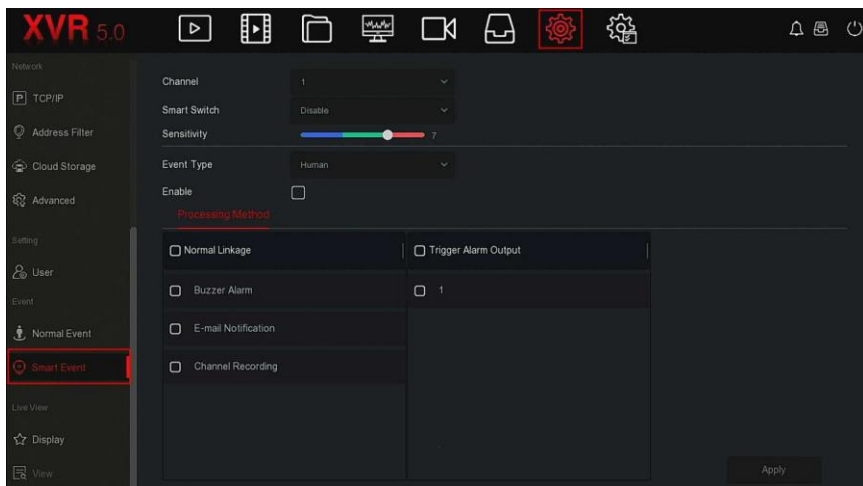 XVR 5.0
Network
TCP/IP
Address Filter
Cloud Storage
Advanced
Setting
User
Event
Normal Event
Smart Event
Live View
Display
View
Channel 1
Smart Switch Disable
Sensitivity 7
Event Type Human
Enable
Processing Method
Normal Linkage Trigger Alarm Output
Buzzer Alarm 1
E-mail Notification
Channel Recording
Apply